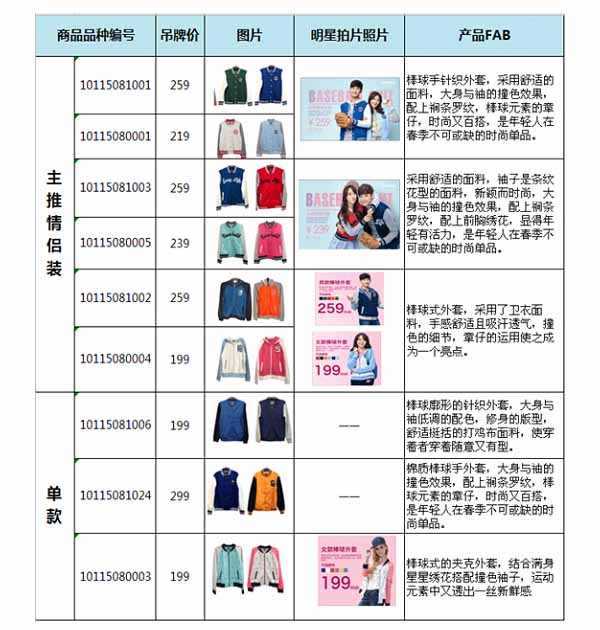 商品品种编号 吊牌价 图片 明星拍片照片 产品FAB
主推情侣装
10115081001 259
10115080001 219
BASEBA
NT
¥259
棒球手针织外套，采用舒适的
面料，大身与袖的撞色效果，
配上裥条罗纹，棒球元素的章
仔，时尚又百搭，是年轻人在
春季不可或缺的时尚单品。
10115081003 259
10115080005 239
BASEB
NT
¥239
采用舒适的面料，袖子是条纹
花型的面料，新颖而时尚，大
身与袖的撞色效果，配上裥条
罗纹，配上前胸绣花，显得年
轻有活力，是年轻人在春季不
可或缺的时尚单品。
10115081002 259
10115080004 199
男款棒球外套
259
女款棒球外套
199
棒球式外套，采用了卫衣面
料，手感舒适且吸汗透气，撞
色的细节，章仔的运用使之成
为一个亮点。
单款
10115081006 199 ——
棒球廓形的针织外套，大身与
袖低调的配色，修身的版型，
舒适挺括的打鸡布面料，使穿
着者穿着随意又有型。
10115081024 299 ——
棉质棒球手外套，大身与袖的
撞色效果，配上裥条罗纹，棒
球元素的章仔，时尚又百搭，
是年轻人在春季不可或缺的时
尚单品。
10115080003 199
女款棒球外套
199
棒球式的夹克外套，结合满身
星星绣花搭配撞色袖子，运动
元素中又透出一丝新鲜感